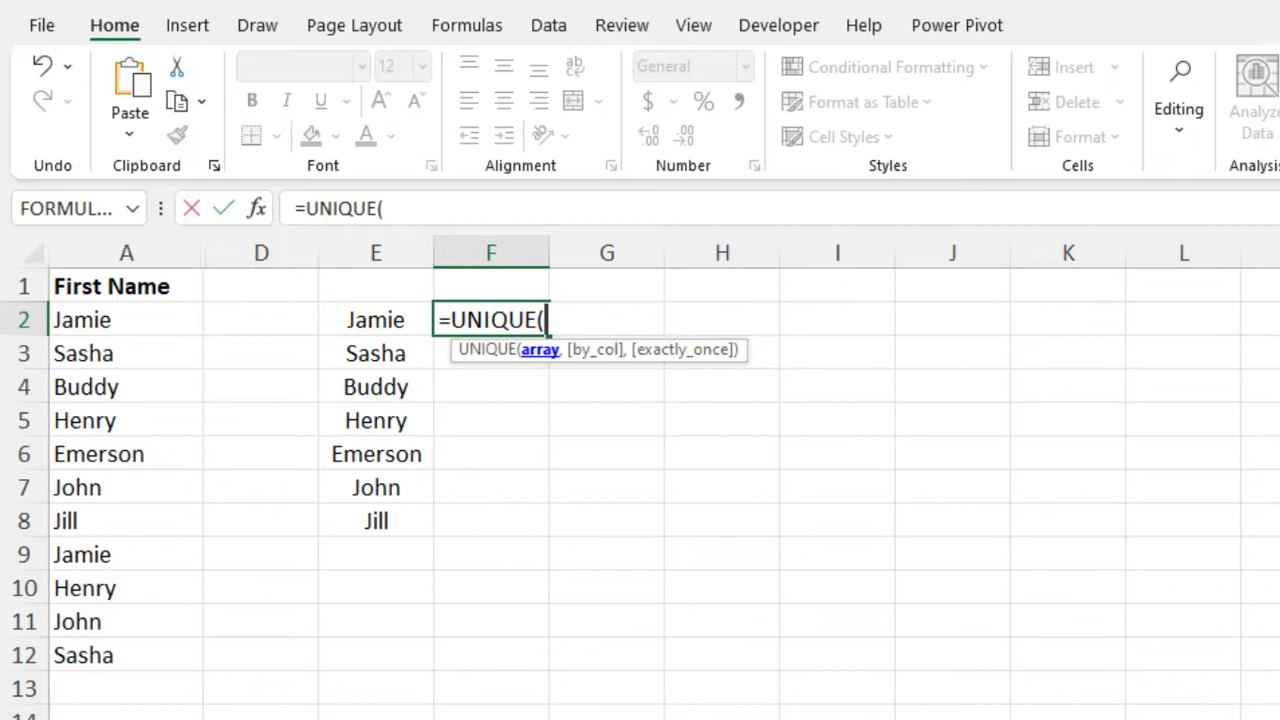 File Home Insert Draw Page Layout Formulas Data Review View Developer Help Power Pivot
12 ab c General Conditional Formatting Insert
Paste B I U A A $ % Format as Table Delete Editing Analyze
A Cell Styles Format Data
Undo Clipboard Font Alignment Number Styles Cells Analysis
FORMUL... fx =UNIQUE(
A D E F G H I J K L
1 First Name
2 Jamie Jamie =UNIQUE(
3 Sasha Sasha UNIQUE(array, [by_col], [exactly_once])
4 Buddy Buddy
5 Henry Henry
6 Emerson Emerson
7 John John
8 Jill Jill
9 Jamie
10 Henry
11 John
12 Sasha
13